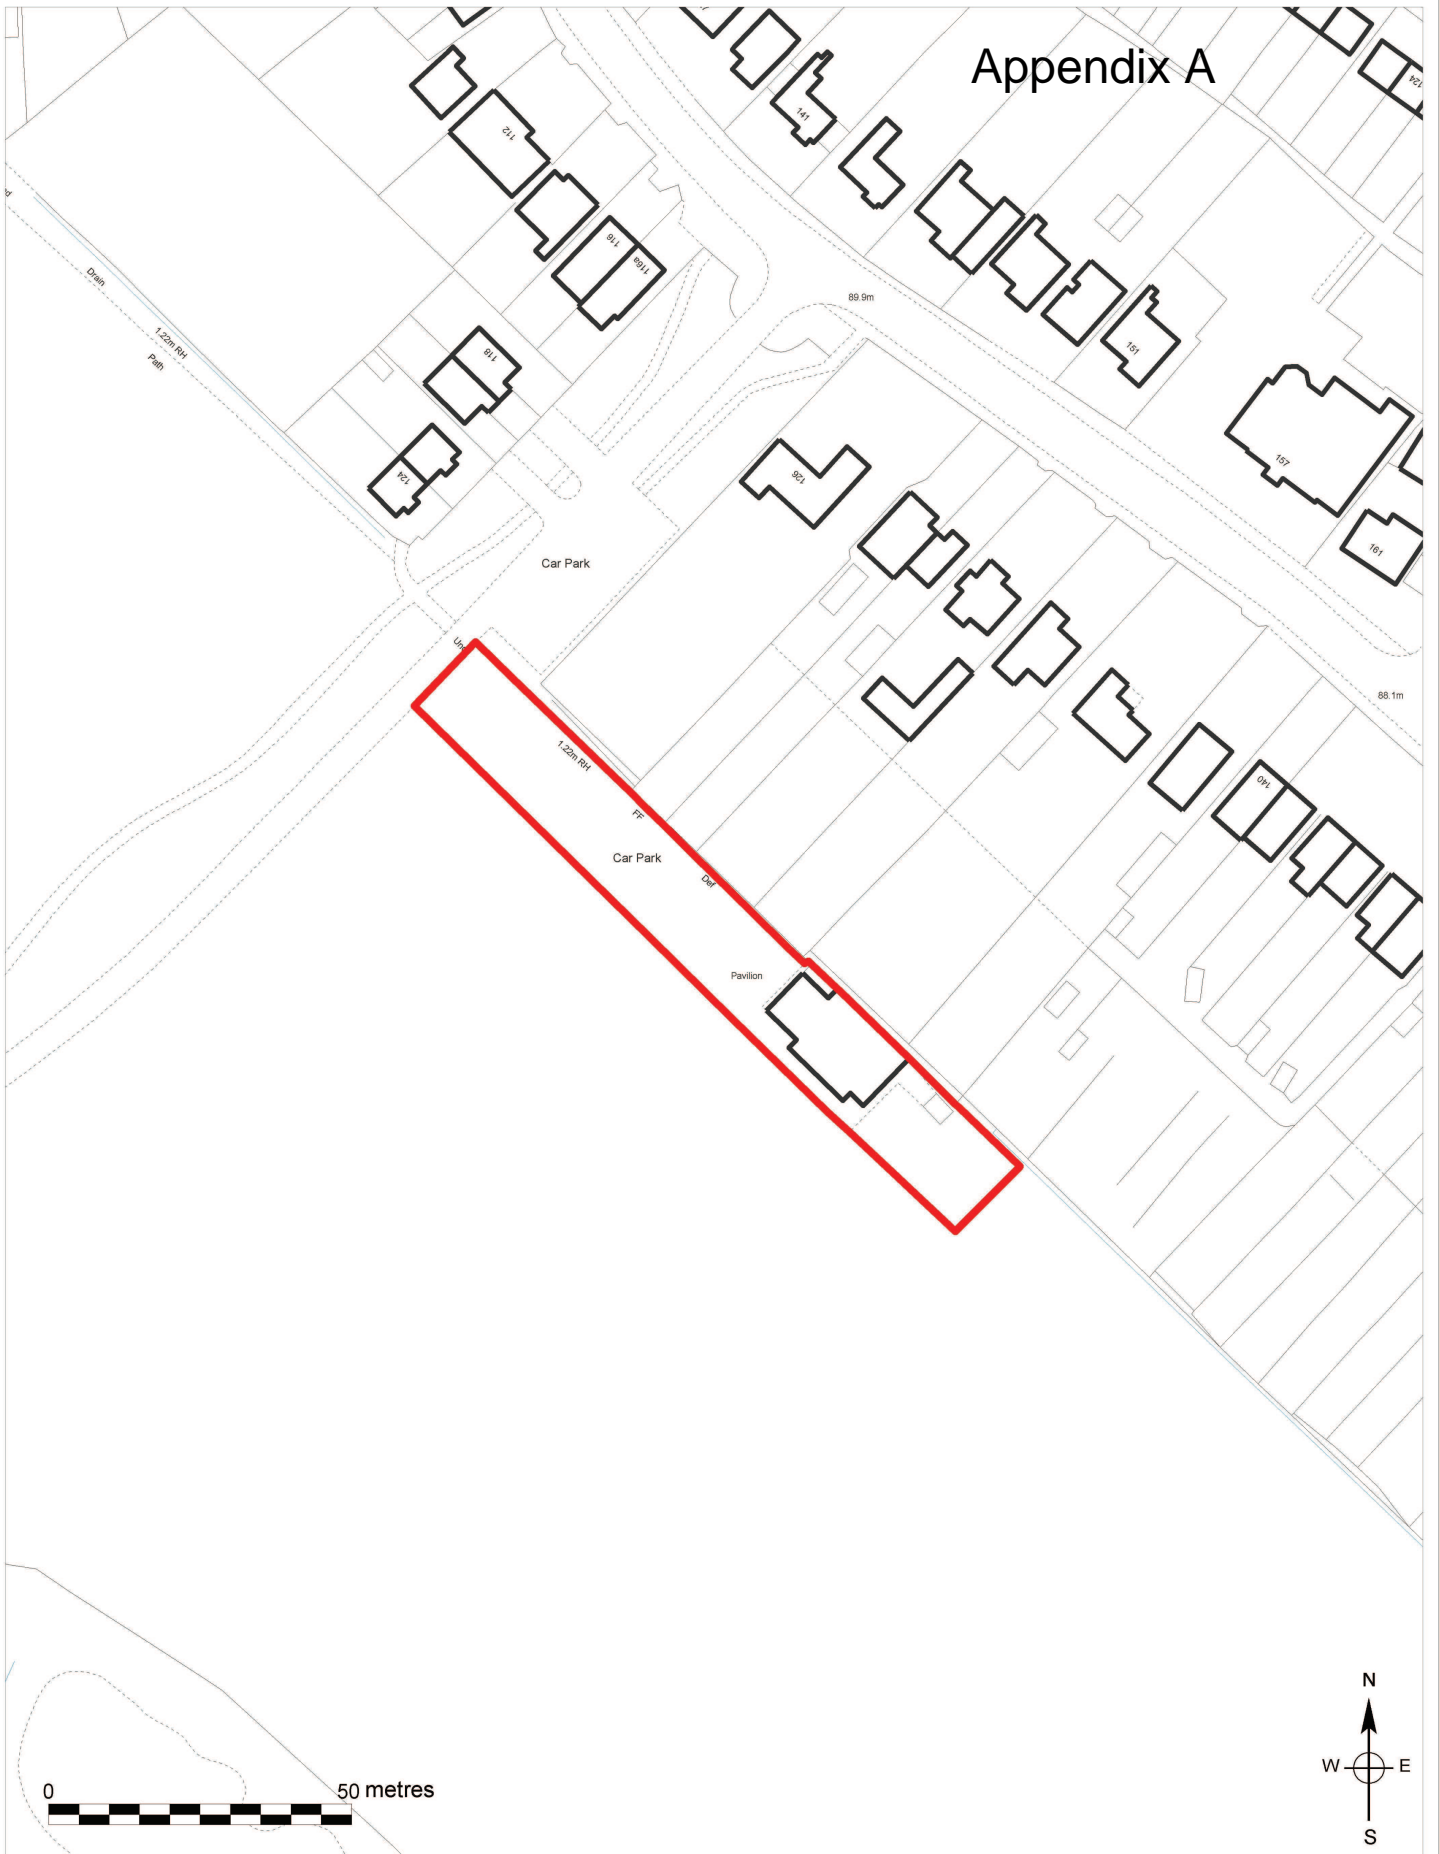 Appendix A
124
141
112
116
116a
89.9m
151
Drain
1.22m RH
Path
118
124
126
157
161
Car Park
88.1m
1.22m RH
FF
Car Park
Def
140
Pavilion
N
W E
S
0 50 metres